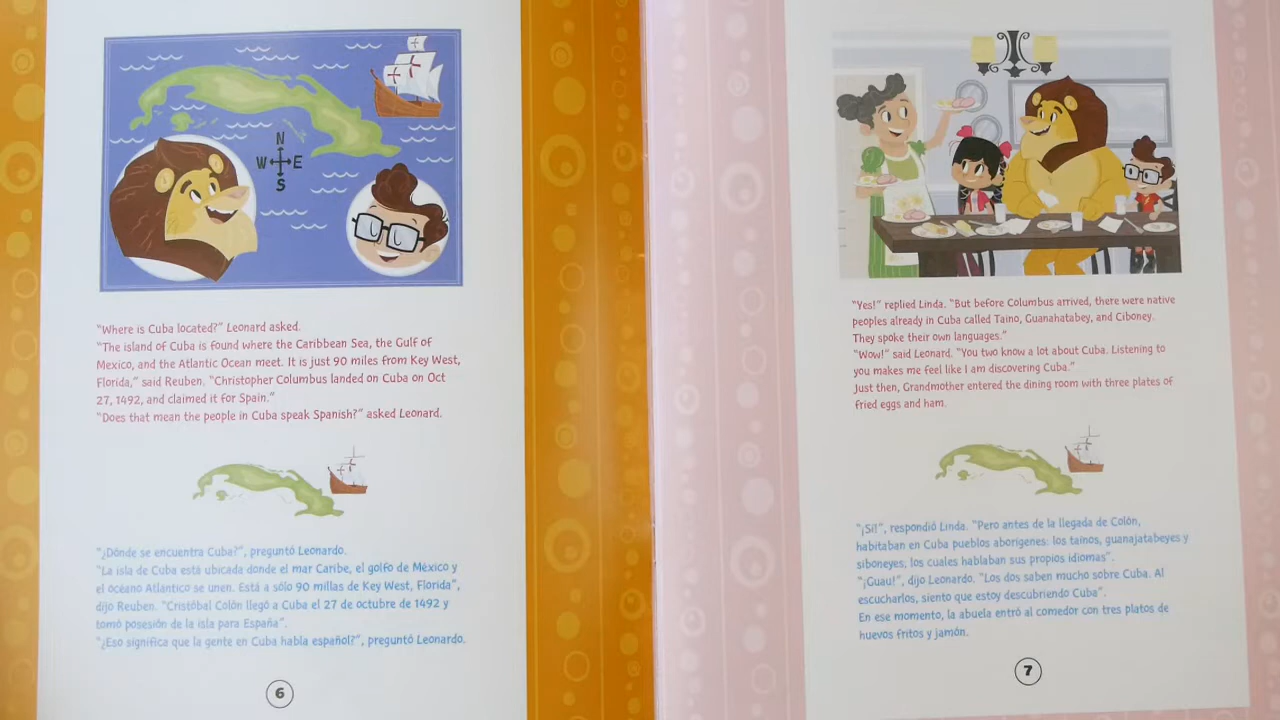 N
W E
S
“Where is Cuba located?” Leonard asked.
“The island of Cuba is found where the Caribbean Sea, the Gulf of
Mexico, and the Atlantic Ocean meet. It is just 90 miles from Key West,
Florida,” said Reuben. “Christopher Columbus landed on Cuba on Oct
27, 1492, and claimed it for Spain.”
“Does that mean the people in Cuba speak Spanish?” asked Leonard.
“¿Dónde se encuentra Cuba?”, preguntó Leonardo.
“La isla de Cuba está ubicada donde el mar Caribe, el golfo de México y
el océano Atlántico se unen. Está a sólo 90 millas de Key West, Florida”,
dijo Reuben. “Cristóbal Colón llegó a Cuba el 27 de octubre de 1492 y
tomó posesión de la isla para España”.
“¿Eso significa que la gente en Cuba habla español?”, preguntó Leonardo.
6
“Yes!” replied Linda. “But before Columbus arrived, there were native
peoples already in Cuba called Taino, Guanahatabey, and Ciboney.
They spoke their own languages.”
“Wow!” said Leonard. “You two know a lot about Cuba. Listening to
you makes me feel like I am discovering Cuba.”
Just then, Grandmother entered the dining room with three plates of
fried eggs and ham.
“¡Sí!”, respondió Linda. “Pero antes de la llegada de Colón,
habitaban en Cuba pueblos aborígenes: los taínos, guanajatabeyes y
siboneyes, los cuales hablaban sus propios idiomas”.
“¡Guau!”, dijo Leonardo. “Los dos saben mucho sobre Cuba. Al
escucharlos, siento que estoy descubriendo Cuba”.
En ese momento, la abuela entró al comedor con tres platos de
huevos fritos y jamón.
7